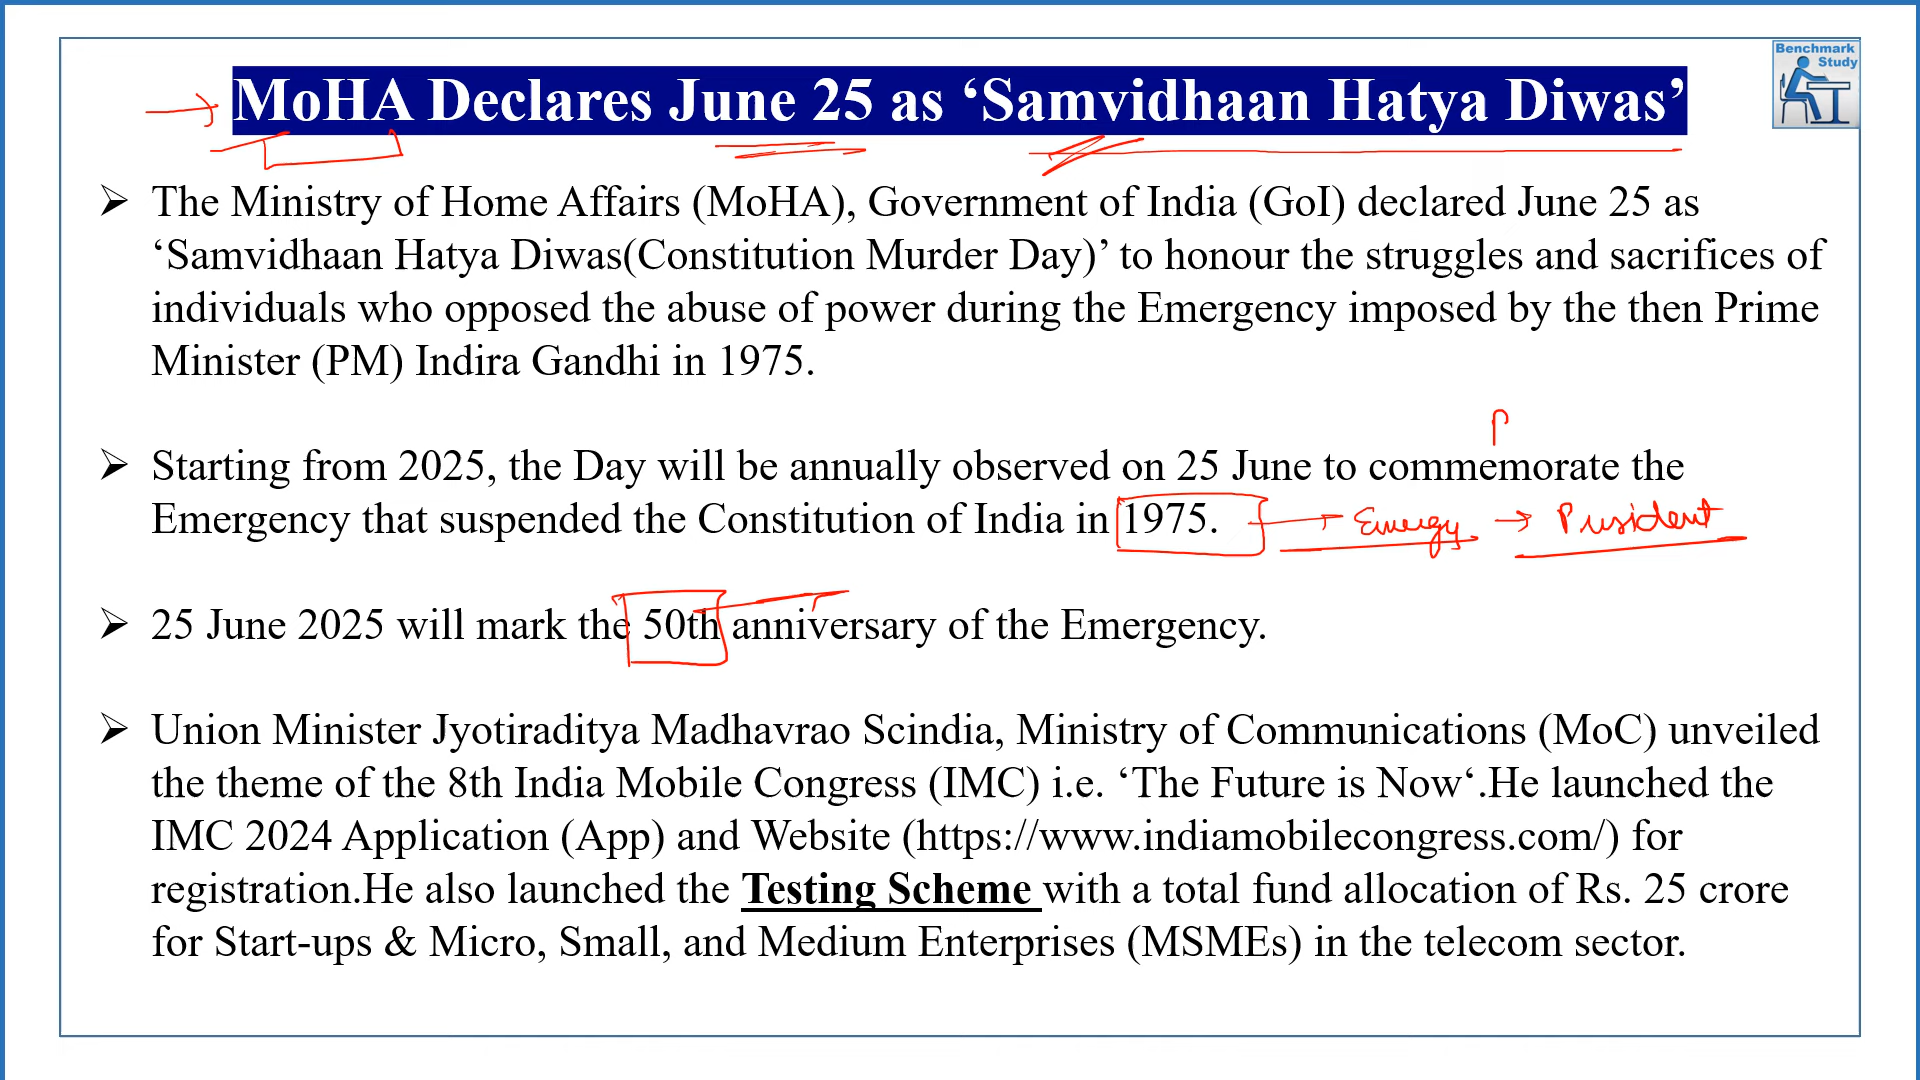 Benchmark
Study
MoHA Declares June 25 as ‘Samvidhaan Hatya Diwas’
➢ The Ministry of Home Affairs (MoHA), Government of India (GoI) declared June 25 as
‘Samvidhaan Hatya Diwas(Constitution Murder Day)’ to honour the struggles and sacrifices of
individuals who opposed the abuse of power during the Emergency imposed by the then Prime
Minister (PM) Indira Gandhi in 1975.
P
➢ Starting from 2025, the Day will be annually observed on 25 June to commemorate the
Emergency that suspended the Constitution of India in 1975. → Emergy → President
➢ 25 June 2025 will mark the 50th anniversary of the Emergency.
➢ Union Minister Jyotiraditya Madhavrao Scindia, Ministry of Communications (MoC) unveiled
the theme of the 8th India Mobile Congress (IMC) i.e. ‘The Future is Now‘.He launched the
IMC 2024 Application (App) and Website (https://www.indiamobilecongress.com/) for
registration.He also launched the Testing Scheme with a total fund allocation of Rs. 25 crore
for Start-ups & Micro, Small, and Medium Enterprises (MSMEs) in the telecom sector.